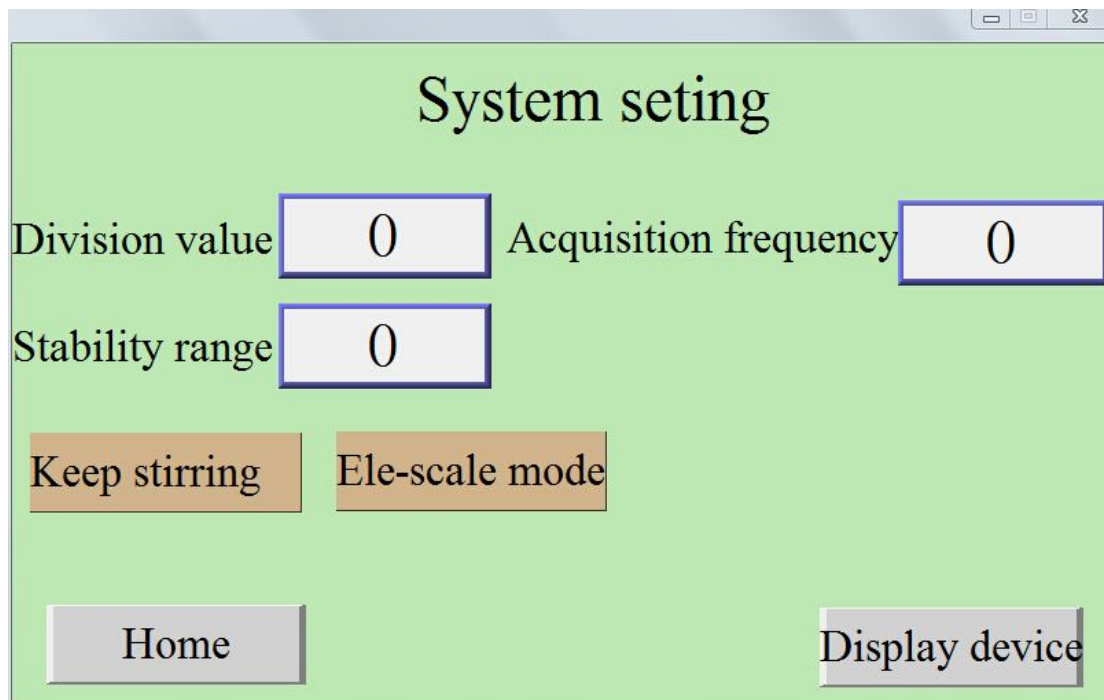 System seting
Division value 0 Acquisition frequency 0
Stability range 0
Keep stirring Ele-scale mode
Home Display device